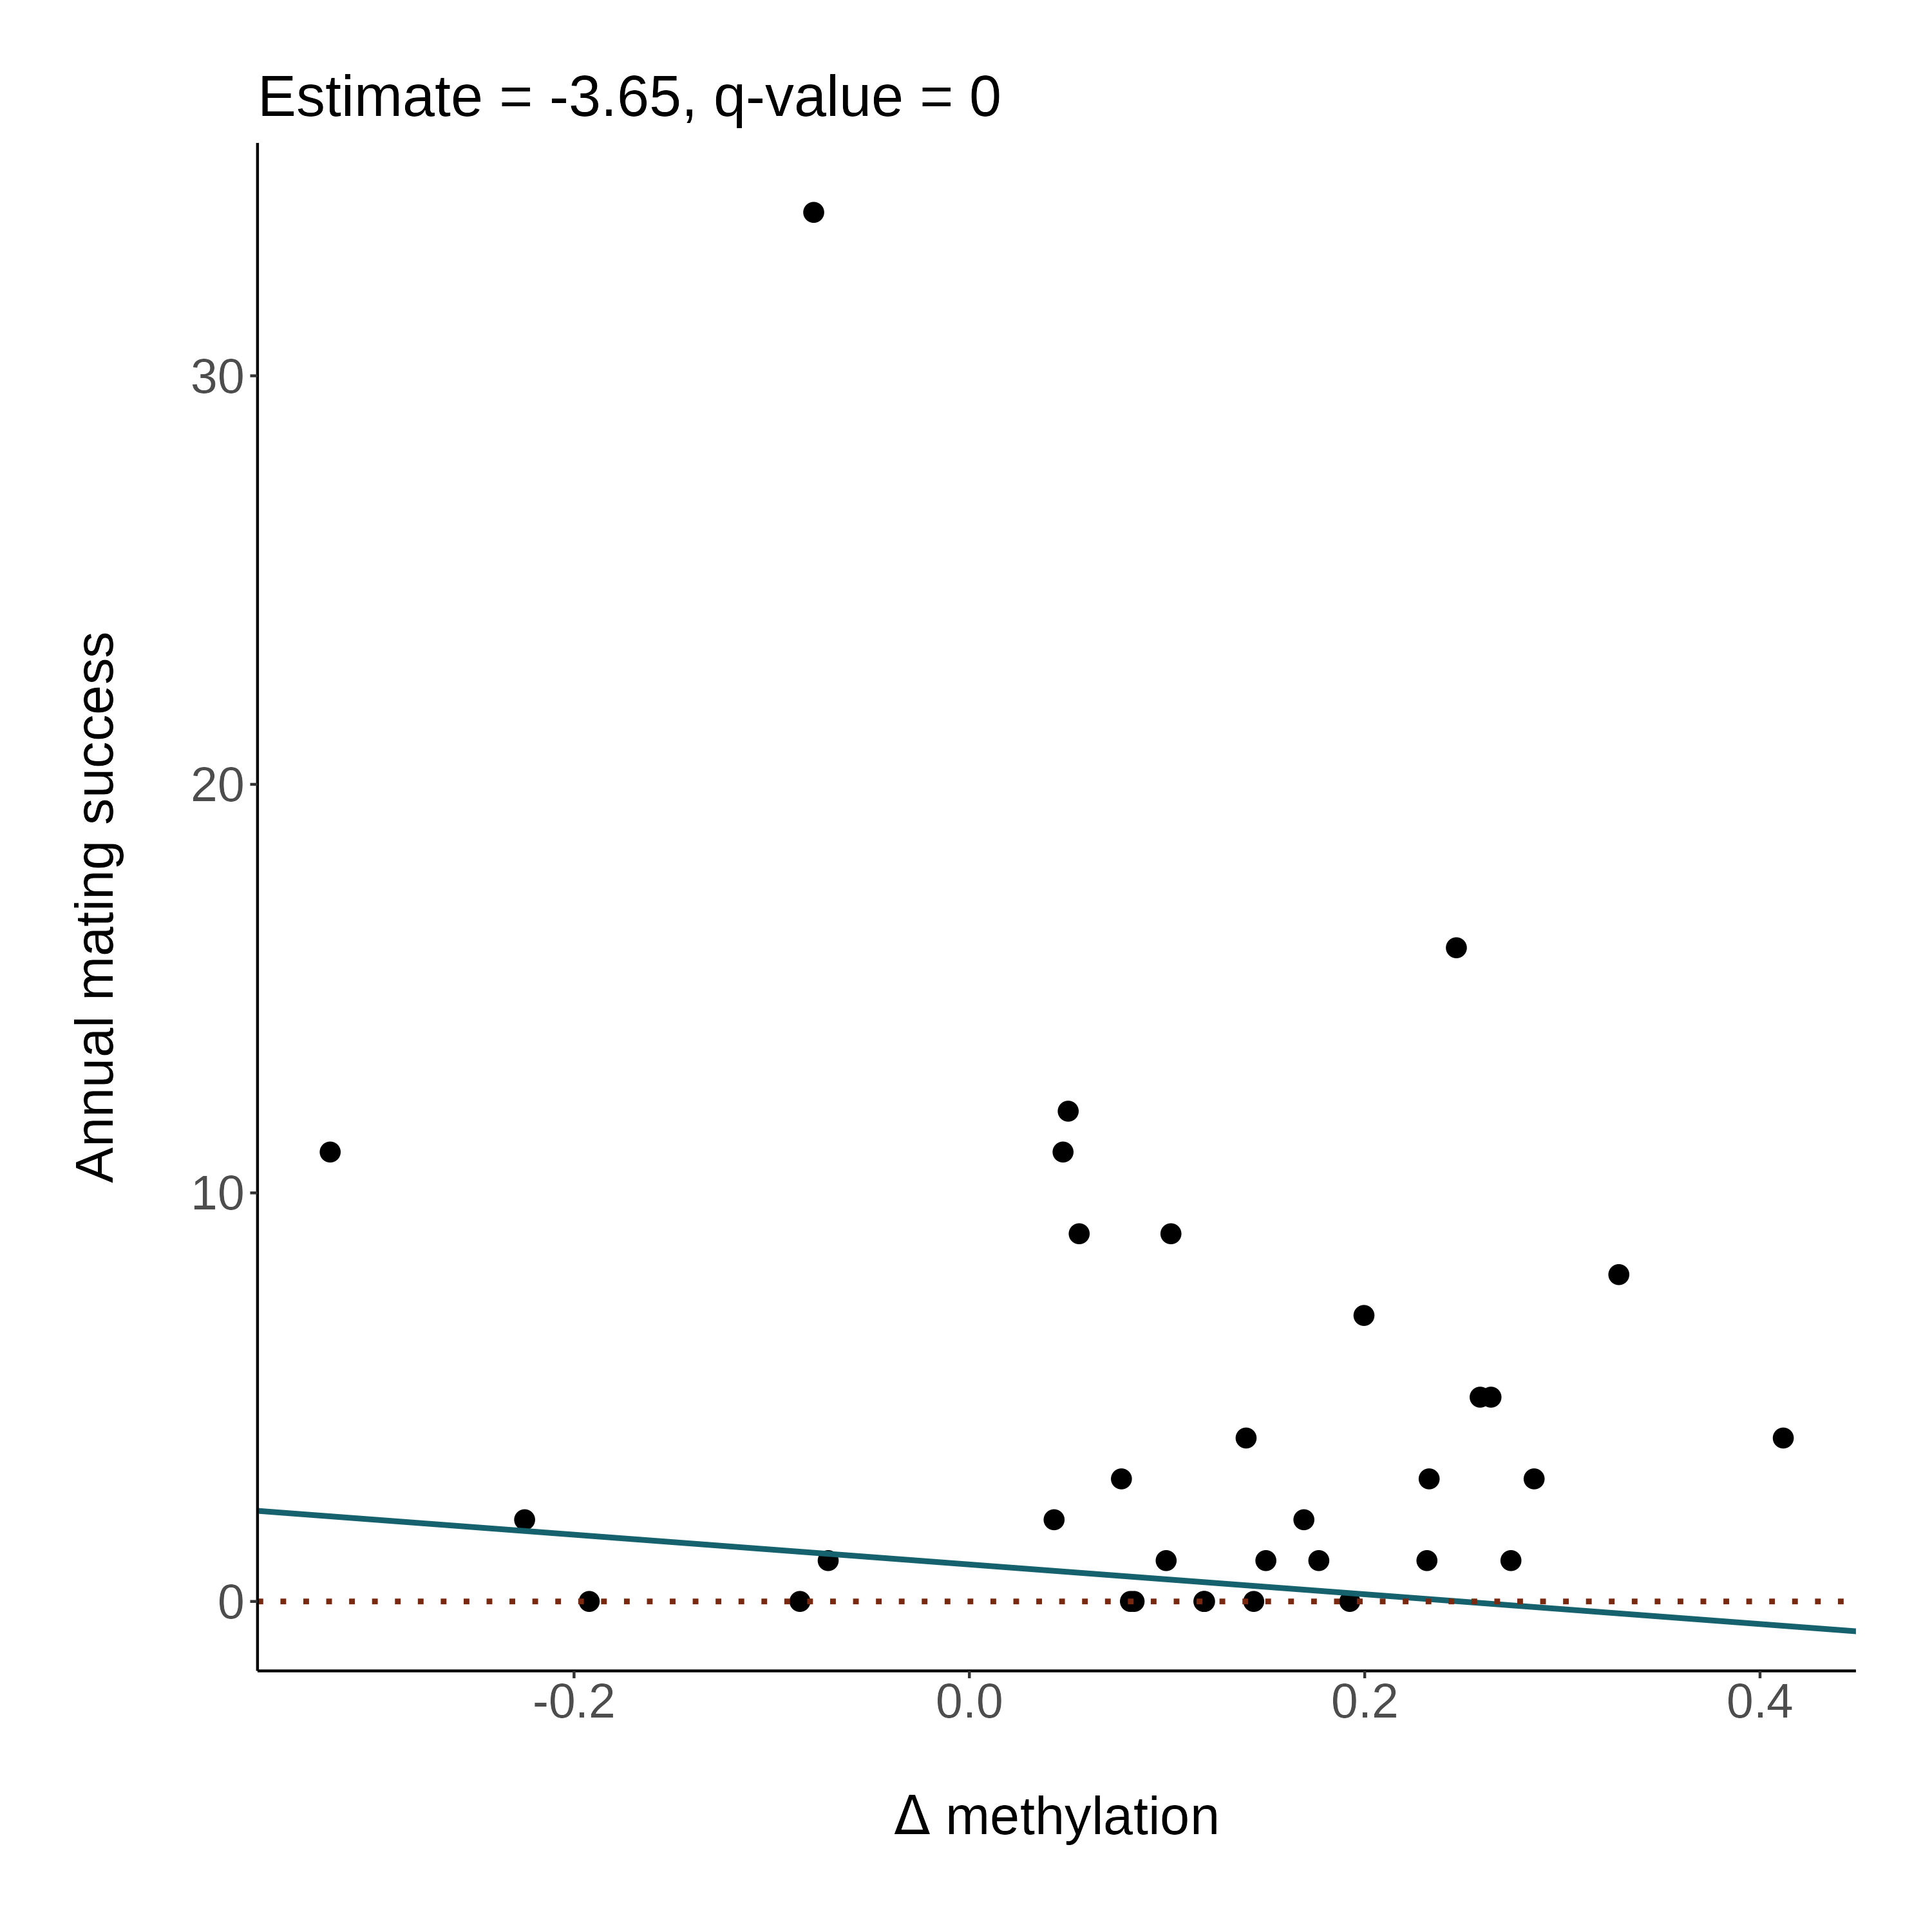 Estimate = -3.65, q-value = 0
Annual mating success
30
20
10
0
-0.2 0.0 0.2 0.4
Δ methylation